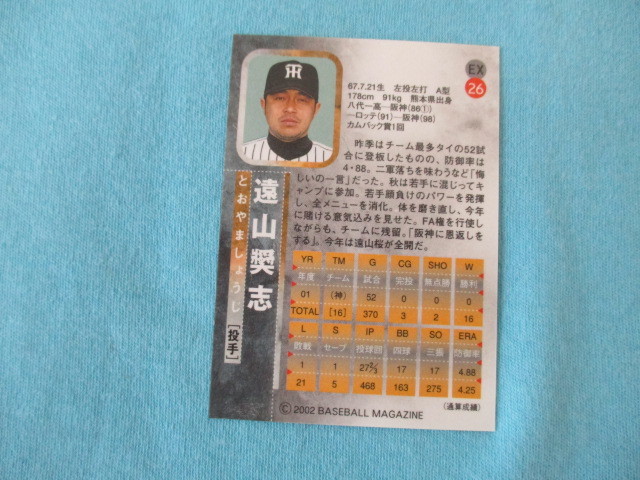 EX
26
67.7.21生 左投左打 A型
178cm 91kg 熊本県出身
八代一高―阪神(86①)
―ロッテ(91)―阪神(98)
カムバック賞1回
昨季はチーム最多タイの52試
合に登板したものの、防御率は
4・88。二軍落ちを味わうなど「悔
しいの一言」だった。秋は若手に混じってキ
ャンプに参加。若手顔負けのパワーを発揮
し、全メニューを消化。体を磨き直し、今年
に賭ける意気込みを見せた。FA権を行使し
ながらも、チームに残留。「阪神に恩返しを
する」。今年は遠山桜が全開だ。
遠山奬志
とおやましょうじ
[投手]
YR TM G CG SHO W
年度 チーム 試合 完投 無点勝 勝利
01 (神) 52 0 0 0
TOTAL [16] 370 3 2 16
L S IP BB SO ERA
敗戦 セーブ 投球回 四球 三振 防御率
1 1 27⅔ 17 17 4.88
21 5 468 163 275 4.25
(通算成績)
© 2002 BASEBALL MAGAZINE